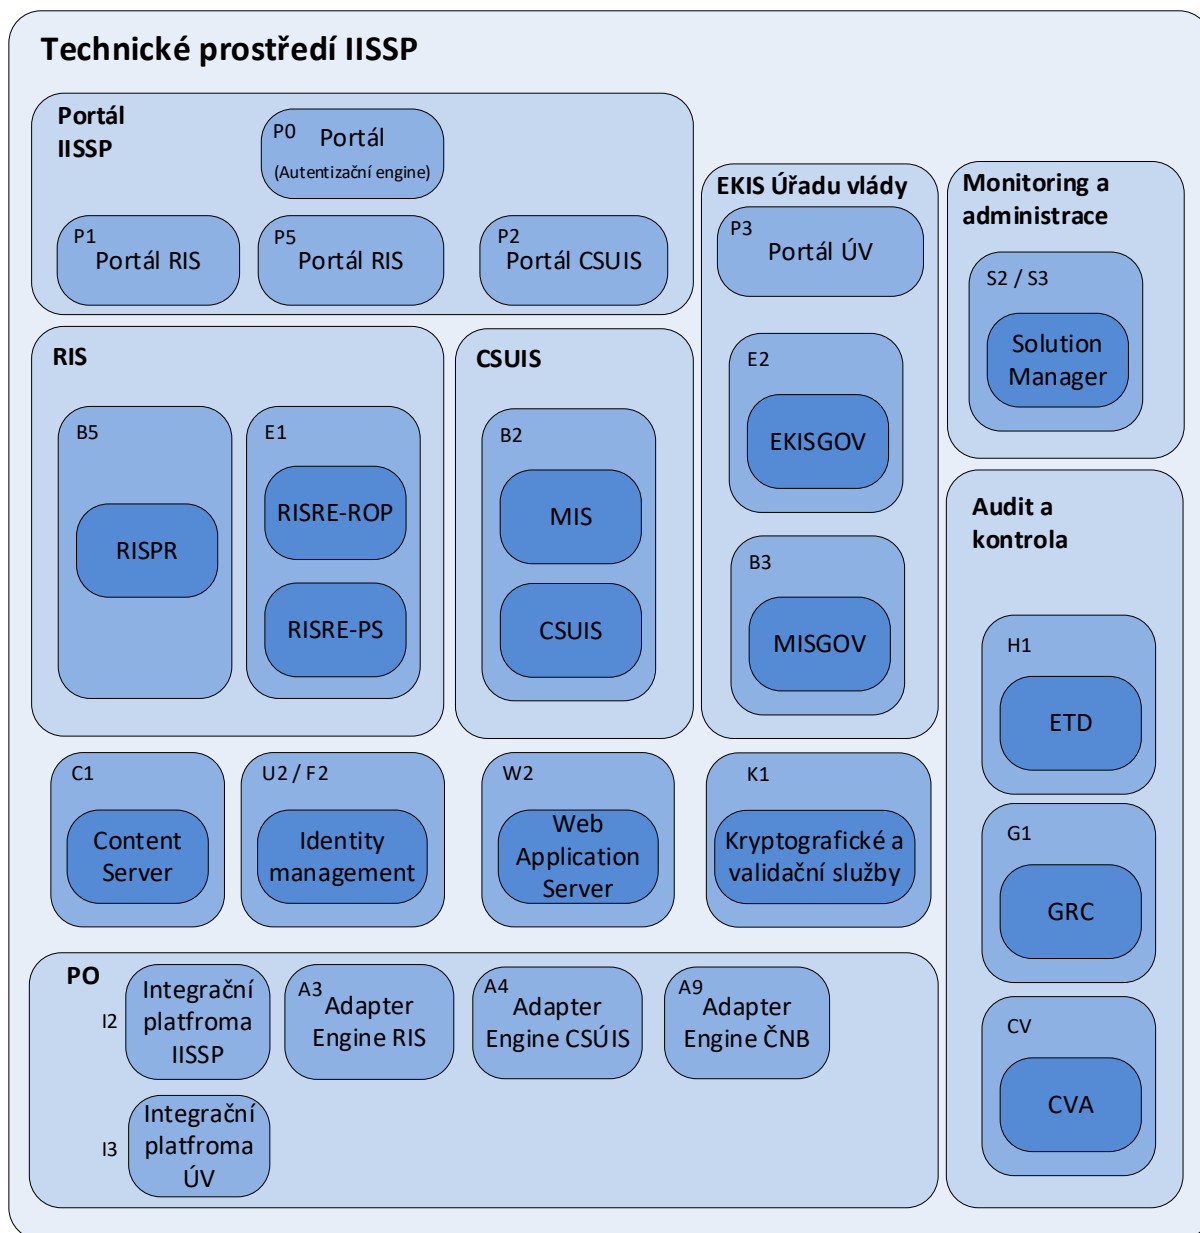 Technické prostředí IISSP
Portál
IISSP
P0
Portál
(Autentizační engine)
P1
Portál RIS
P5
Portál RIS
P2
Portál CSUIS
EKIS Úřadu vlády
P3
Portál ÚV
E2
EKISGOV
B3
MISGOV
Monitoring a
administrace
S2 / S3
Solution
Manager
RIS
B5
RISPR
E1
RISRE-ROP
RISRE-PS
CSUIS
B2
MIS
CSUIS
Audit a
kontrola
H1
ETD
G1
GRC
CV
CVA
C1
Content
Server
U2 / F2
Identity
management
W2
Web
Application
Server
K1
Kryptografické a
validační služby
PO
I2
Integrační
platfroma
IISSP
A3
Adapter
Engine RIS
A4
Adapter
Engine CSÚIS
A9
Adapter
Engine ČNB
I3
Integrační
platfroma
ÚV